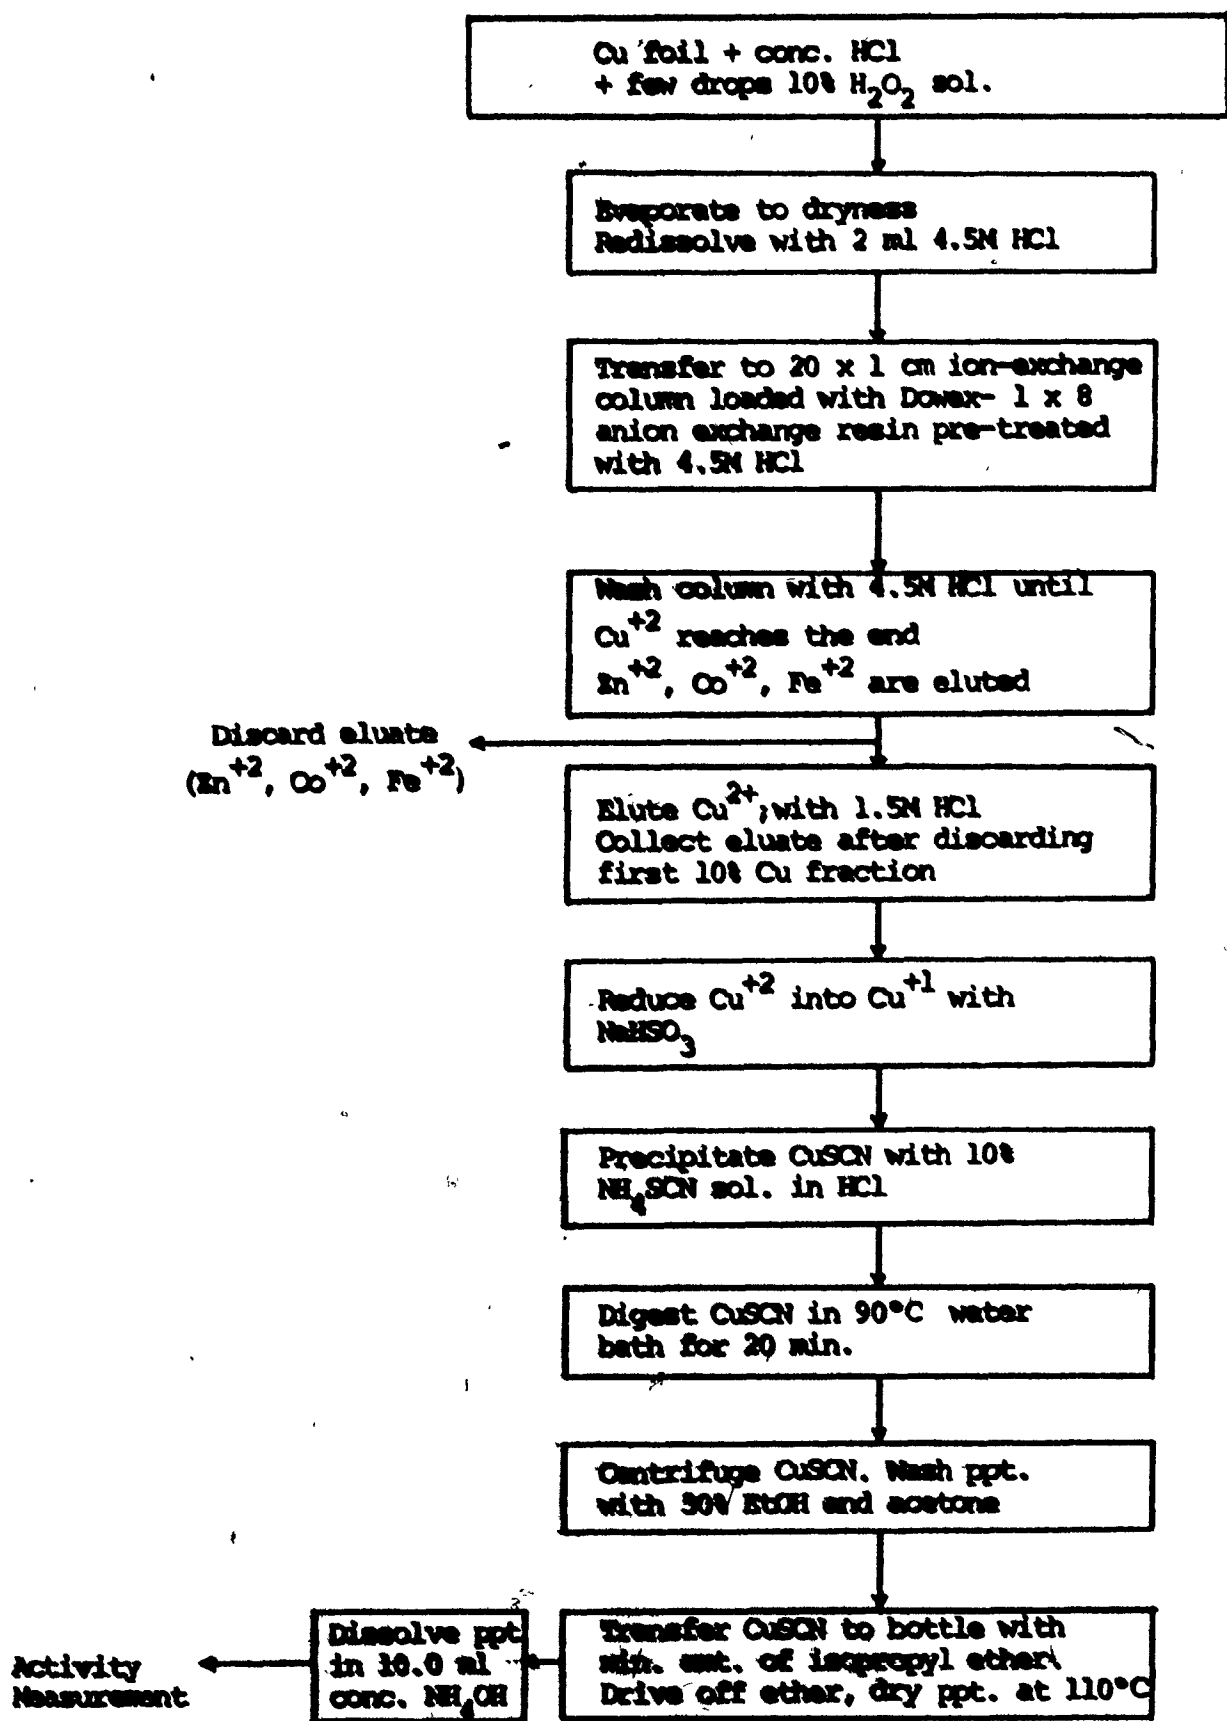 Cu foil + conc. HCl
+ few drops 10% H₂O₂ sol.
Evaporate to dryness
Redissolve with 2 ml 4.5M HCl
Transfer to 20 x 1 cm ion-exchange
column loaded with Dowex- 1 x 8
anion exchange resin pre-treated
with 4.5M HCl
Wash column with 4.5M HCl until
Cu⁺² reaches the end
Zn⁺², Co⁺², Fe⁺² are eluted
Discard eluate
(Zn⁺², Co⁺², Fe⁺²)
Elute Cu²⁺ with 1.5M HCl
Collect eluate after discarding
first 10% Cu fraction
Reduce Cu⁺² into Cu⁺¹ with
NaHSO₃
Precipitate CuSCN with 10%
NH₄SCN sol. in HCl
Digest CuSCN in 90°C water
bath for 20 min.
Centrifuge CuSCN. Wash ppt.
with 50% EtOH and acetone
Transfer CuSCN to bottle with
min. amt. of isopropyl ether
Drive off ether, dry ppt. at 110°C
Dissolve ppt
in 10.0 ml
conc. NH₄OH
Activity
Measurement